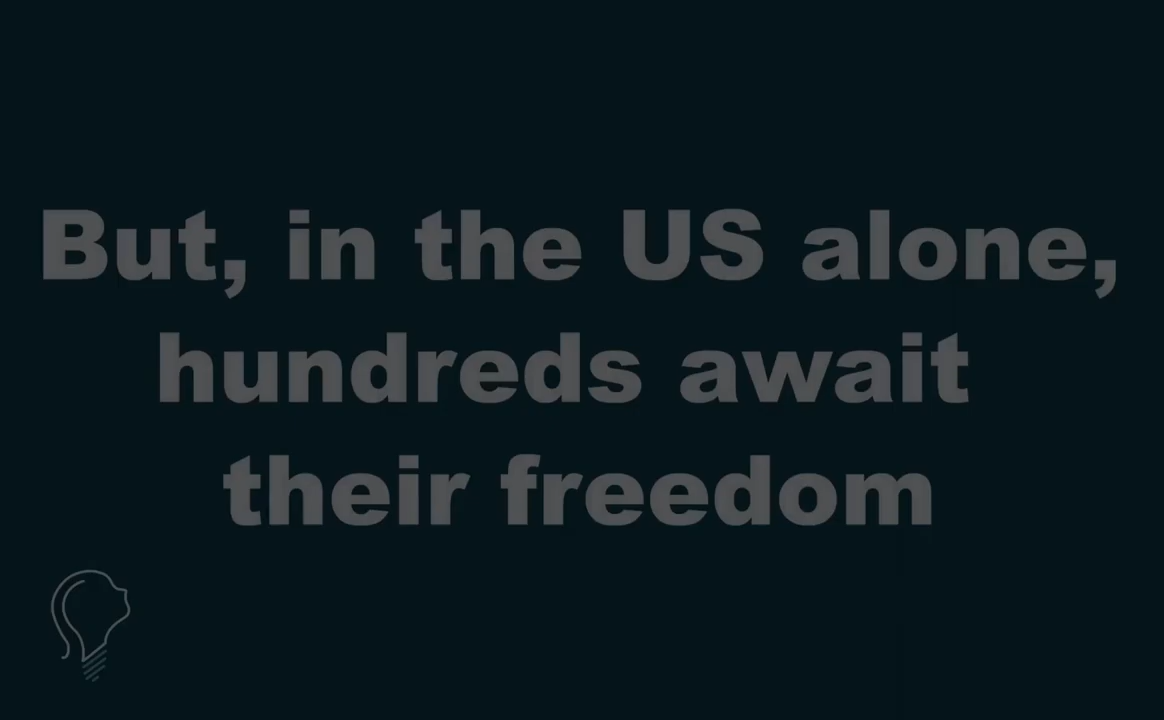 But, in the US alone,
hundreds await
their freedom